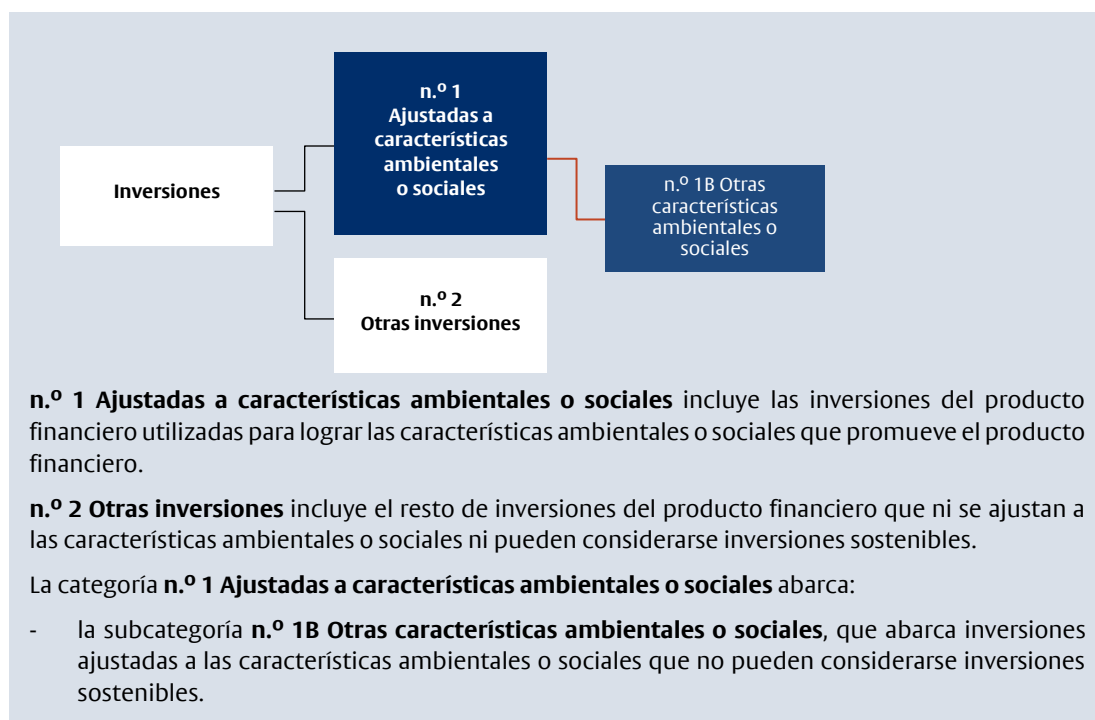 n.º 1
Ajustadas a
características
ambientales
o sociales
Inversiones
n.º 1B Otras
características
ambientales o
sociales
n.º 2
Otras inversiones
n.º 1 Ajustadas a características ambientales o sociales incluye las inversiones del producto
financiero utilizadas para lograr las características ambientales o sociales que promueve el producto
financiero.
n.º 2 Otras inversiones incluye el resto de inversiones del producto financiero que ni se ajustan a
las características ambientales o sociales ni pueden considerarse inversiones sostenibles.
La categoría n.º 1 Ajustadas a características ambientales o sociales abarca:
- la subcategoría n.º 1B Otras características ambientales o sociales, que abarca inversiones
ajustadas a las características ambientales o sociales que no pueden considerarse inversiones
sostenibles.